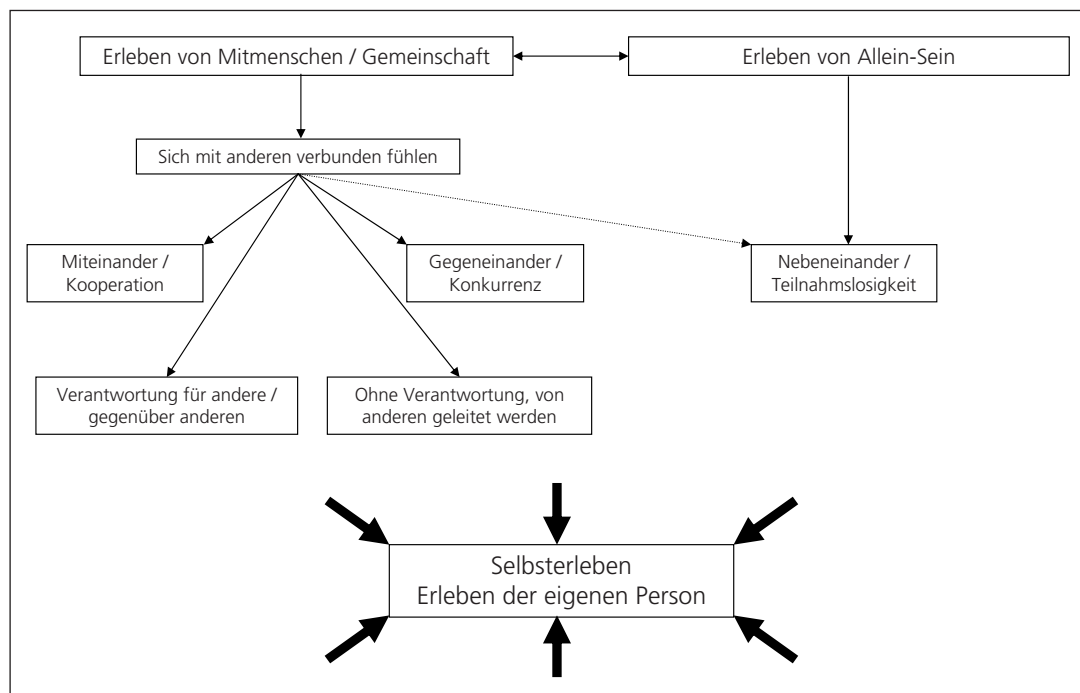 Erleben von Mitmenschen / Gemeinschaft
Erleben von Allein-Sein
Sich mit anderen verbunden fühlen
Miteinander /
Kooperation
Gegeneinander /
Konkurrenz
Nebeneinander /
Teilnahmslosigkeit
Verantwortung für andere /
gegenüber anderen
Ohne Verantwortung, von
anderen geleitet werden
Selbsterleben
Erleben der eigenen Person